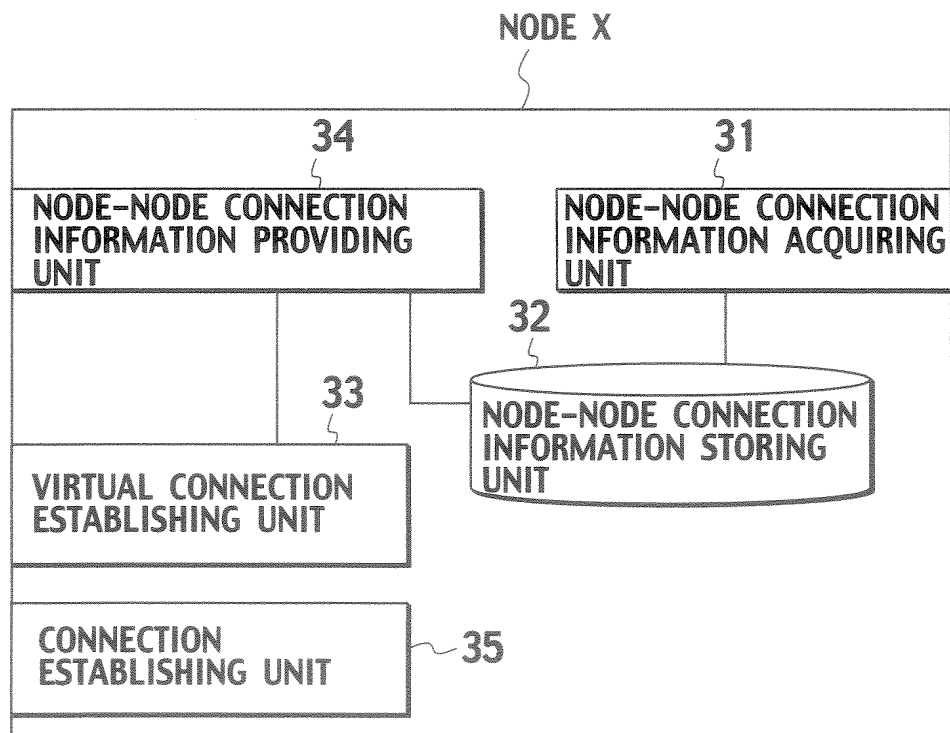 NODE X
34
31
NODE-NODE CONNECTION
INFORMATION PROVIDING
UNIT
NODE-NODE CONNECTION
INFORMATION ACQUIRING
UNIT
32
NODE-NODE CONNECTION
INFORMATION STORING
UNIT
33
VIRTUAL CONNECTION
ESTABLISHING UNIT
CONNECTION
ESTABLISHING UNIT
35